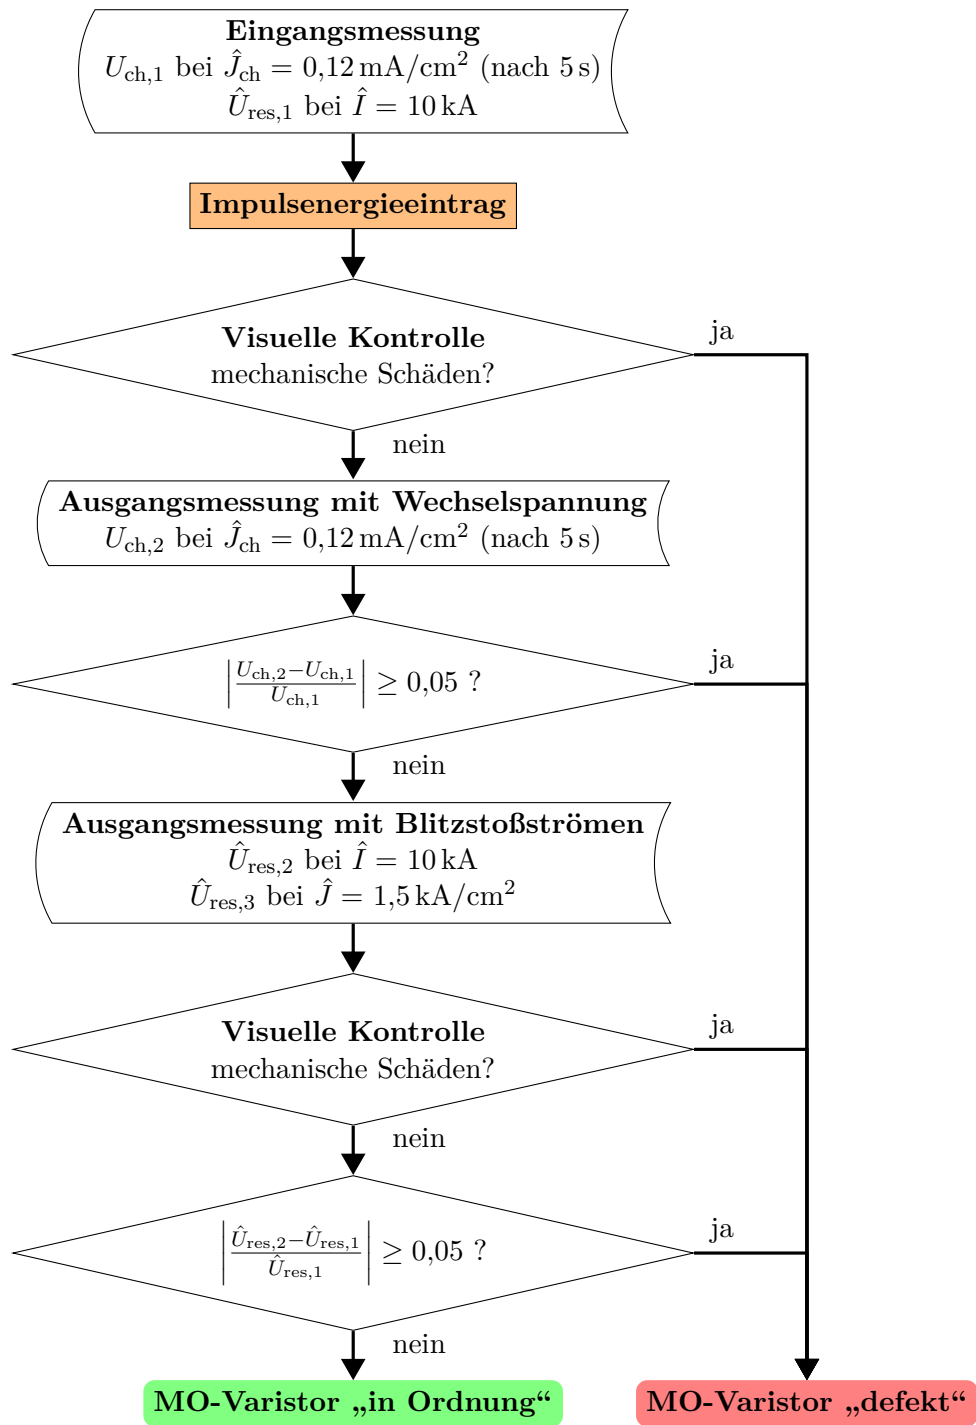 Eingangsmessung
U_ch,1 bei Ĵ_ch = 0,12 mA/cm² (nach 5 s)
Û_res,1 bei Î = 10 kA
Impulsenergieeintrag
Visuelle Kontrolle
mechanische Schäden?
ja
nein
Ausgangsmessung mit Wechselspannung
U_ch,2 bei Ĵ_ch = 0,12 mA/cm² (nach 5 s)
|(U_ch,2−U_ch,1)/U_ch,1| ≥ 0,05 ?
ja
nein
Ausgangsmessung mit Blitzstoßströmen
Û_res,2 bei Î = 10 kA
Û_res,3 bei Ĵ = 1,5 kA/cm²
Visuelle Kontrolle
mechanische Schäden?
ja
nein
|(Û_res,2−Û_res,1)/Û_res,1| ≥ 0,05 ?
ja
nein
MO-Varistor „in Ordnung“
MO-Varistor „defekt“